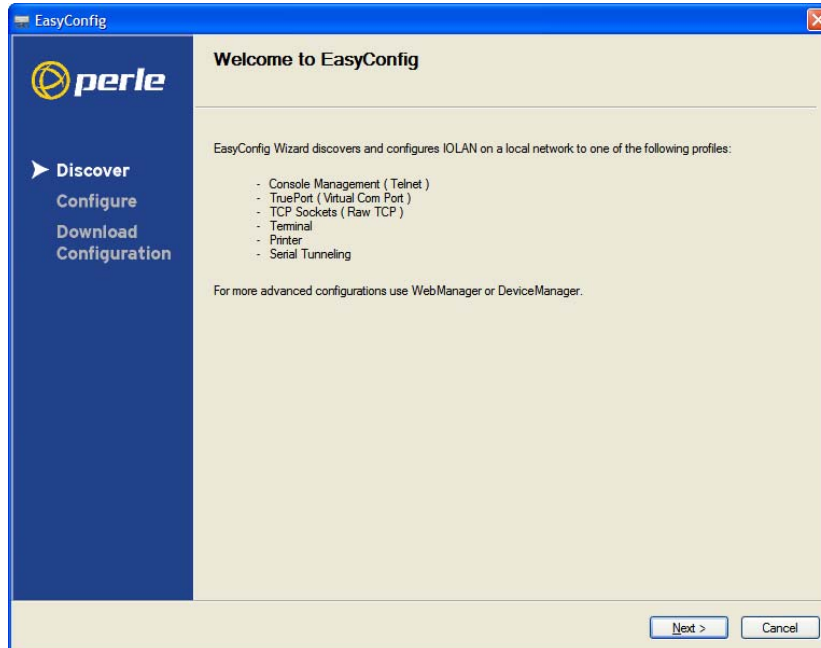 EasyConfig
perle
Discover
Configure
Download
Configuration
Welcome to EasyConfig
EasyConfig Wizard discovers and configures IOLAN on a local network to one of the following profiles:
- Console Management ( Telnet )
- TruePort ( Virtual Com Port )
- TCP Sockets ( Raw TCP )
- Terminal
- Printer
- Serial Tunneling
For more advanced configurations use WebManager or DeviceManager.
Next >
Cancel